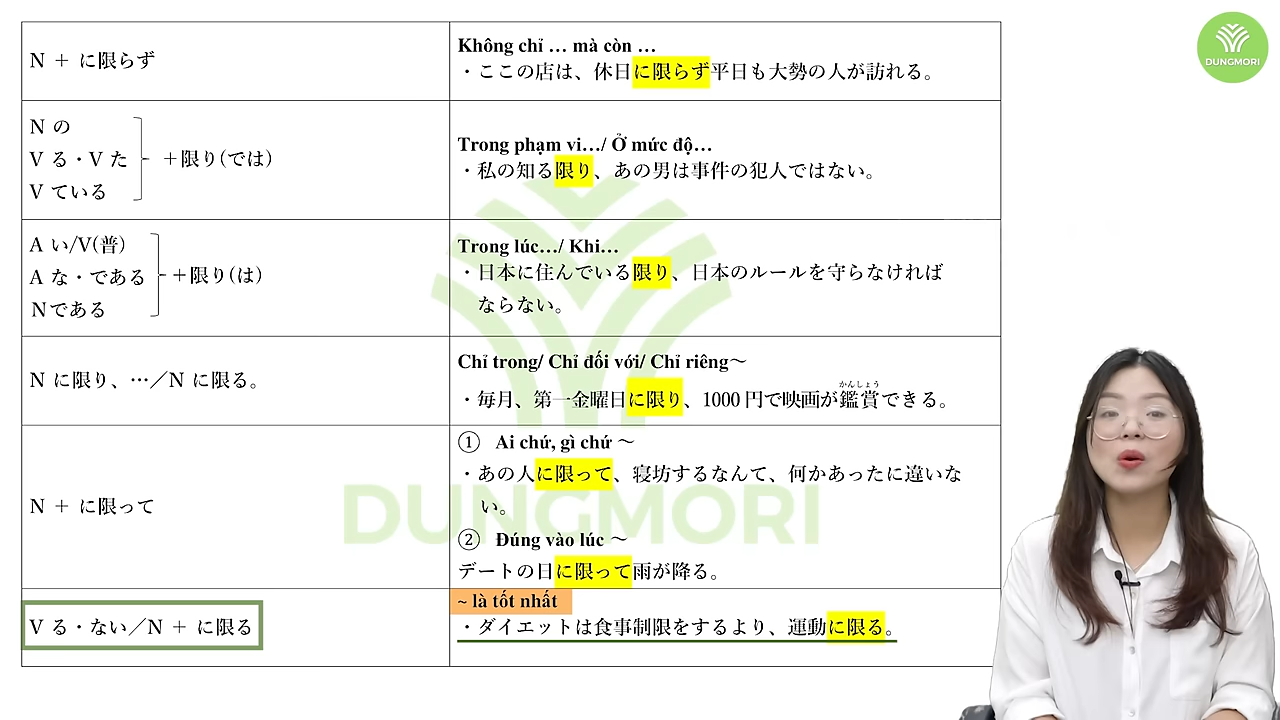 N ＋ に限らず
Không chỉ … mà còn …
・ここの店は、休日に限らず平日も大勢の人が訪れる。
N の
V る・V た
V ている
＋限り(では)
Trong phạm vi…/ Ở mức độ…
・私の知る限り、あの男は事件の犯人ではない。
A い/V(普)
A な・である
Nである
＋限り(は)
Trong lúc…/ Khi…
・日本に住んでいる限り、日本のルールを守らなければ
ならない。
N に限り、…／N に限る。
Chỉ trong/ Chỉ đối với/ Chỉ riêng～
かんしょう
・毎月、第一金曜日に限り、1000 円で映画が鑑賞できる。
N ＋ に限って
① Ai chứ, gì chứ ～
・あの人に限って、寝坊するなんて、何かあったに違いな
い。
② Đúng vào lúc ～
デートの日に限って雨が降る。
V る・ない／N ＋ に限る
~ là tốt nhất
・ダイエットは食事制限をするより、運動に限る。
DUNGMORI
DUNGMORI